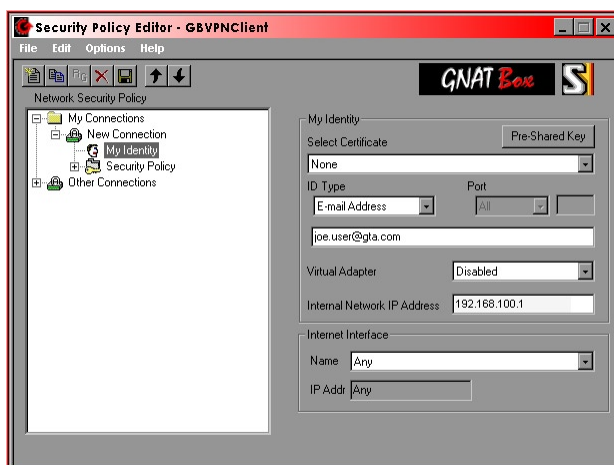 Security Policy Editor - GBVPNClient
File Edit Options Help
GNAT Box S
Network Security Policy
My Connections
New Connection
My Identity
Security Policy
Other Connections
My Identity
Select Certificate
Pre-Shared Key
None
ID Type
Port
E-mail Address
All
joe.user@gta.com
Virtual Adapter
Disabled
Internal Network IP Address
192.168.100.1
Internet Interface
Name
Any
IP Addr
Any